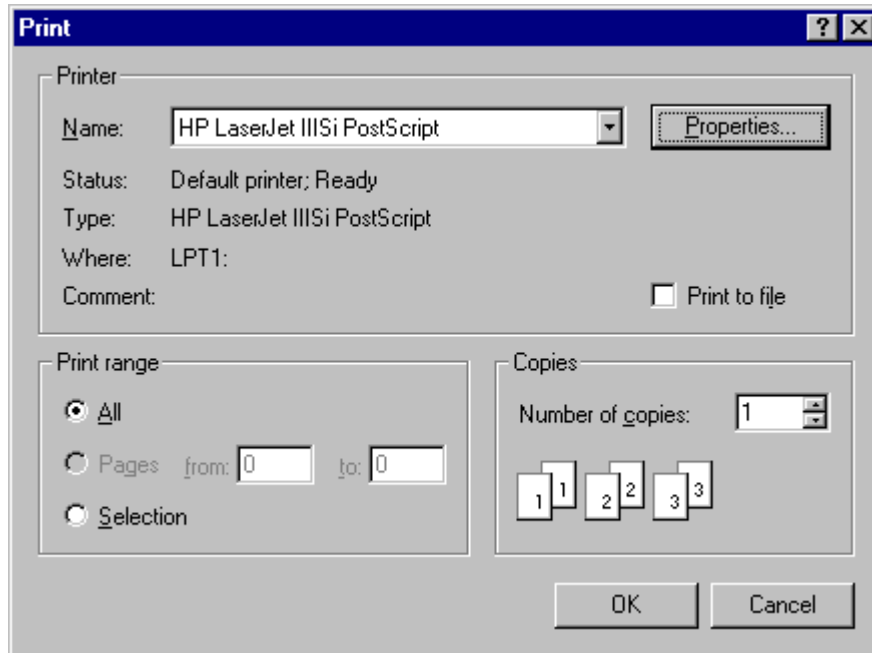 Print
Printer
Name: HP LaserJet IIISi PostScript Properties...
Status: Default printer; Ready
Type: HP LaserJet IIISi PostScript
Where: LPT1:
Comment: Print to file
Print range
All
Pages from: 0 to: 0
Selection
Copies
Number of copies: 1
1 1 2 2 3 3
OK Cancel